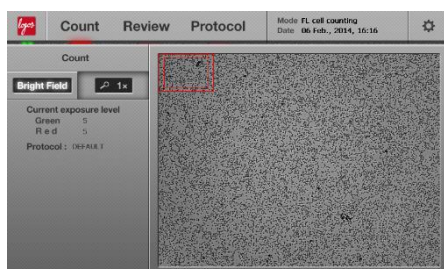 logos
Count Review Protocol
Mode FL cell counting
Date 06 Feb., 2014, 16:16
Count
Bright Field 1x
Current exposure level
Green 5
Red 5
Protocol : DEFAULT